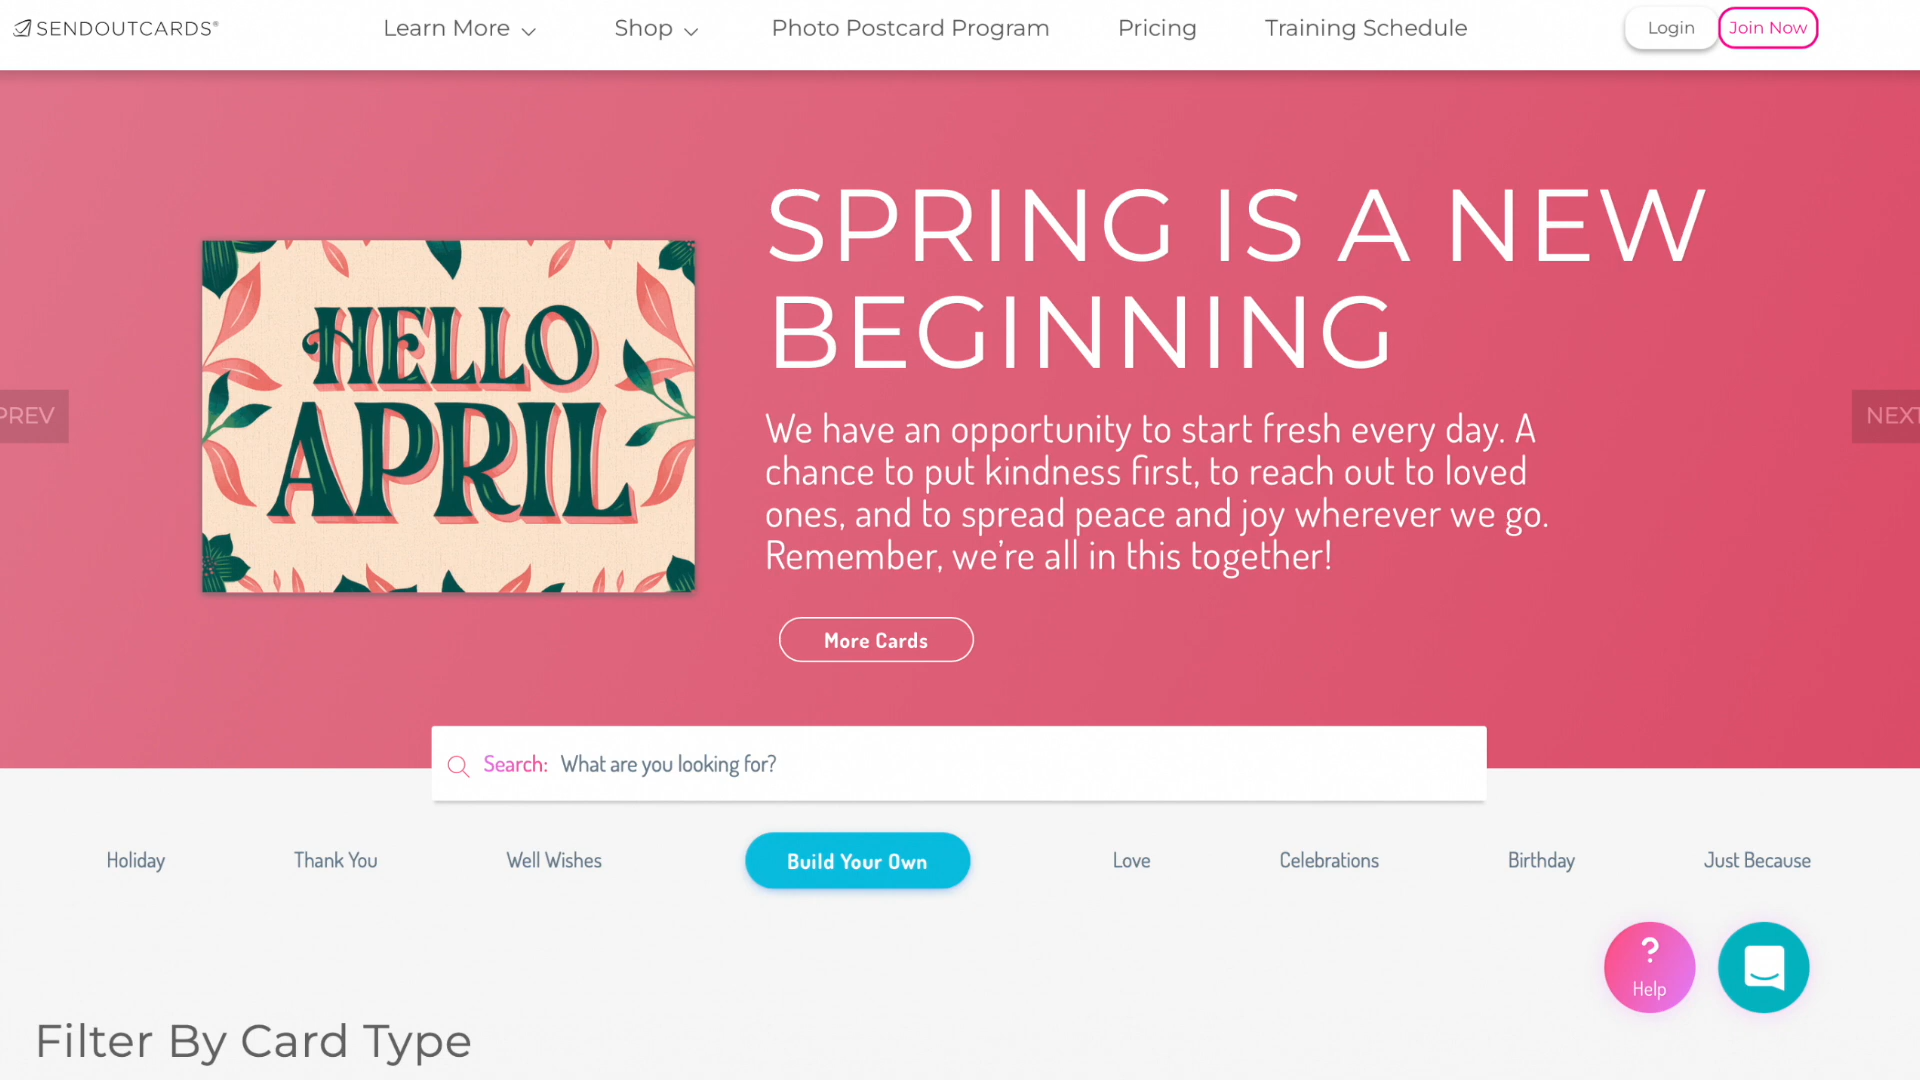 SENDOUTCARDS®
Learn More
Shop
Photo Postcard Program
Pricing
Training Schedule
Login
Join Now
SPRING IS A NEW
BEGINNING
HELLO
APRIL
We have an opportunity to start fresh every day. A
chance to put kindness first, to reach out to loved
ones, and to spread peace and joy wherever we go.
Remember, we’re all in this together!
PREV
NEXT
More Cards
Search: What are you looking for?
Holiday
Thank You
Well Wishes
Build Your Own
Love
Celebrations
Birthday
Just Because
?
Help
Filter By Card Type